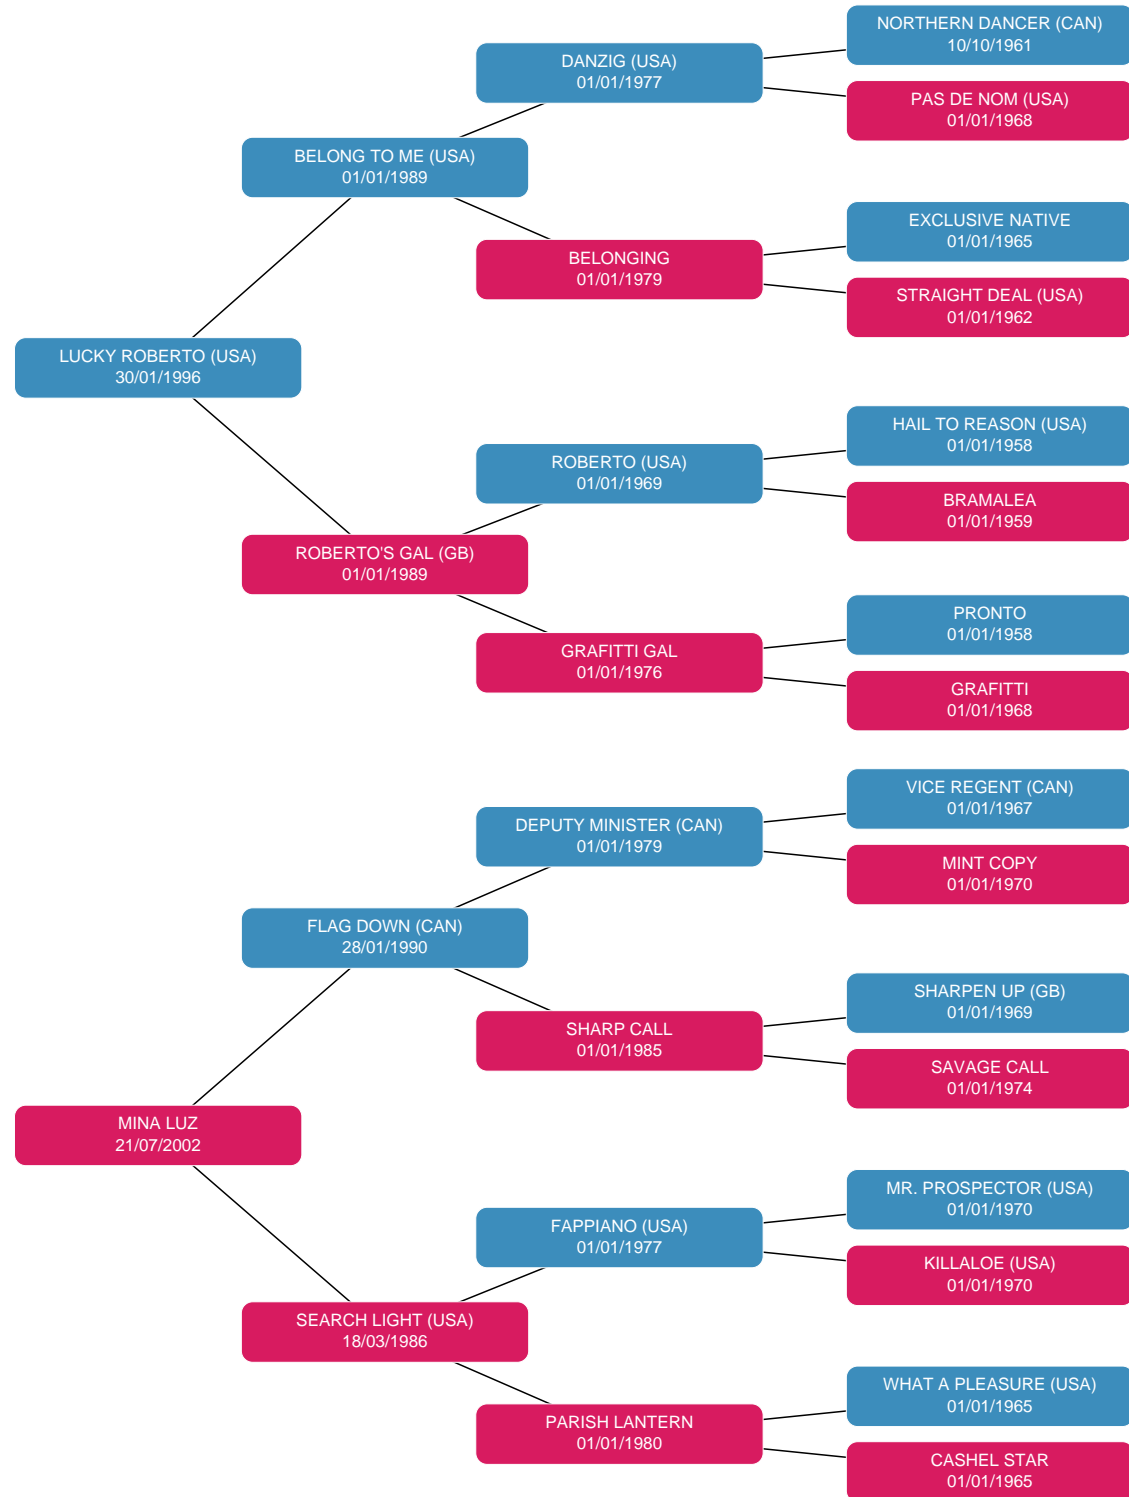 NORTHERN DANCER (CAN)
10/10/1961
DANZIG (USA)
01/01/1977
PAS DE NOM (USA)
01/01/1968
BELONG TO ME (USA)
01/01/1989
EXCLUSIVE NATIVE
01/01/1965
BELONGING
01/01/1979
STRAIGHT DEAL (USA)
01/01/1962
LUCKY ROBERTO (USA)
30/01/1996
HAIL TO REASON (USA)
01/01/1958
ROBERTO (USA)
01/01/1969
BRAMALEA
01/01/1959
ROBERTO'S GAL (GB)
01/01/1989
PRONTO
01/01/1958
GRAFITTI GAL
01/01/1976
GRAFITTI
01/01/1968
VICE REGENT (CAN)
01/01/1967
DEPUTY MINISTER (CAN)
01/01/1979
MINT COPY
01/01/1970
FLAG DOWN (CAN)
28/01/1990
SHARPEN UP (GB)
01/01/1969
SHARP CALL
01/01/1985
SAVAGE CALL
01/01/1974
MINA LUZ
21/07/2002
MR. PROSPECTOR (USA)
01/01/1970
FAPPIANO (USA)
01/01/1977
KILLALOE (USA)
01/01/1970
SEARCH LIGHT (USA)
18/03/1986
WHAT A PLEASURE (USA)
01/01/1965
PARISH LANTERN
01/01/1980
CASHEL STAR
01/01/1965